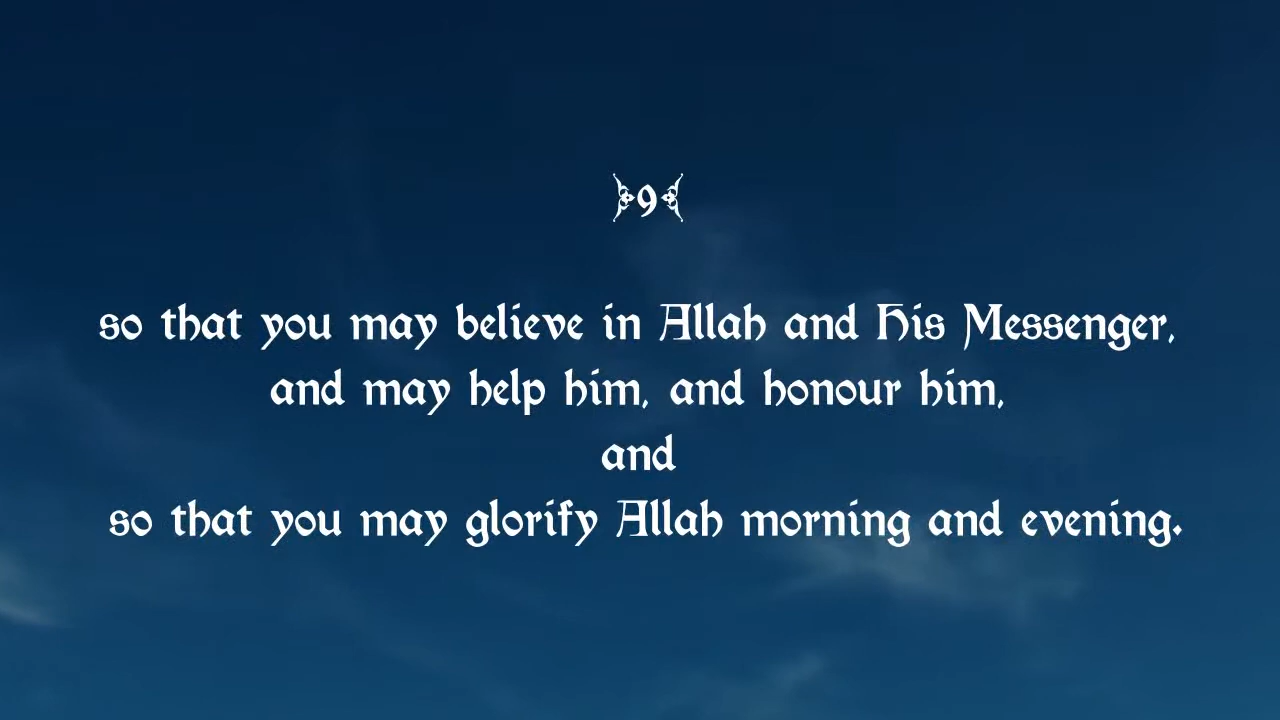 9
so that you may believe in Allah and His Messenger,
and may help him, and honour him,
and
so that you may glorify Allah morning and evening.